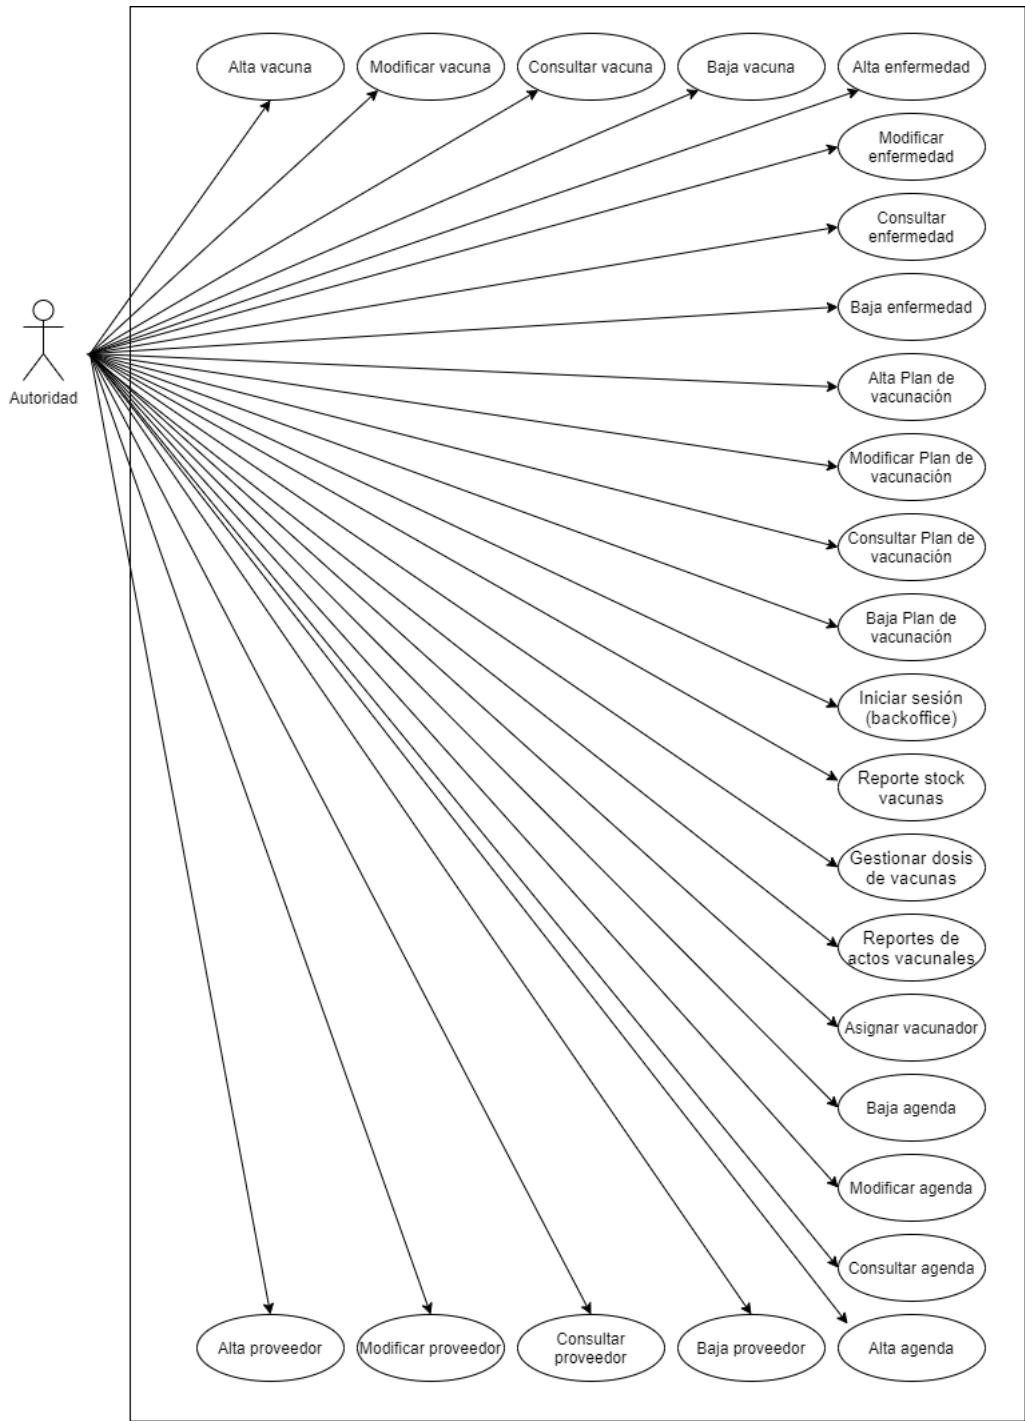 Alta vacuna
Modificar vacuna
Consultar vacuna
Baja vacuna
Alta enfermedad
Modificar
enfermedad
Consultar
enfermedad
Baja enfermedad
Autoridad
Alta Plan de
vacunación
Modificar Plan de
vacunación
Consultar Plan de
vacunación
Baja Plan de
vacunación
Iniciar sesión
(backoffice)
Reporte stock
vacunas
Gestionar dosis
de vacunas
Reportes de
actos vacunales
Asignar vacunador
Baja agenda
Modificar agenda
Consultar agenda
Alta proveedor
Modificar proveedor
Consultar
proveedor
Baja proveedor
Alta agenda